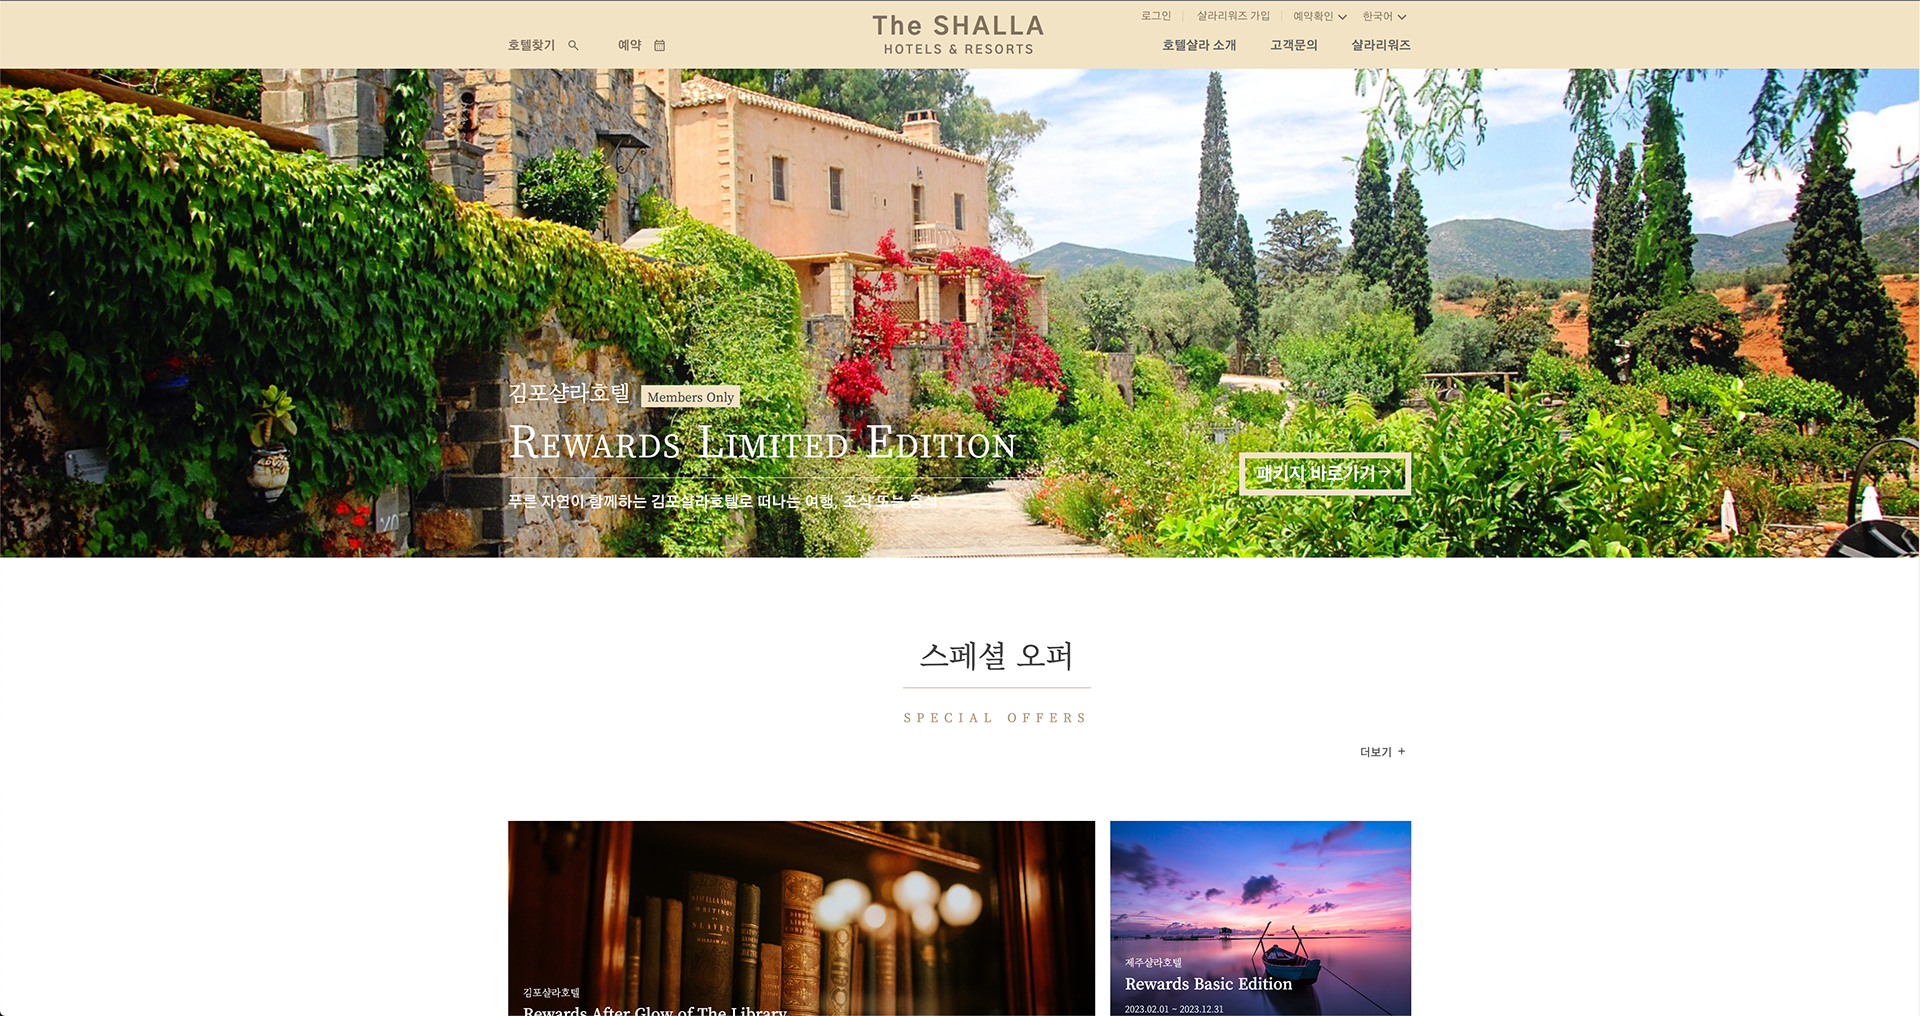 로그인
샬라리워즈 가입
예약확인
한국어
The SHALLA
HOTELS & RESORTS
호텔찾기
예약
호텔샬라 소개
고객문의
샬라리워즈
김포샬라호텔
Members Only
REWARDS LIMITED EDITION
푸른 자연이 함께하는 김포샬라호텔로 떠나는 여행, 조식 또는 중식
패키지 바로가기
스페셜 오퍼
SPECIAL OFFERS
더보기 +
김포샬라호텔
Rewards After Glow of The Library
제주샬라호텔
Rewards Basic Edition
2023.02.01 ~ 2023.12.31